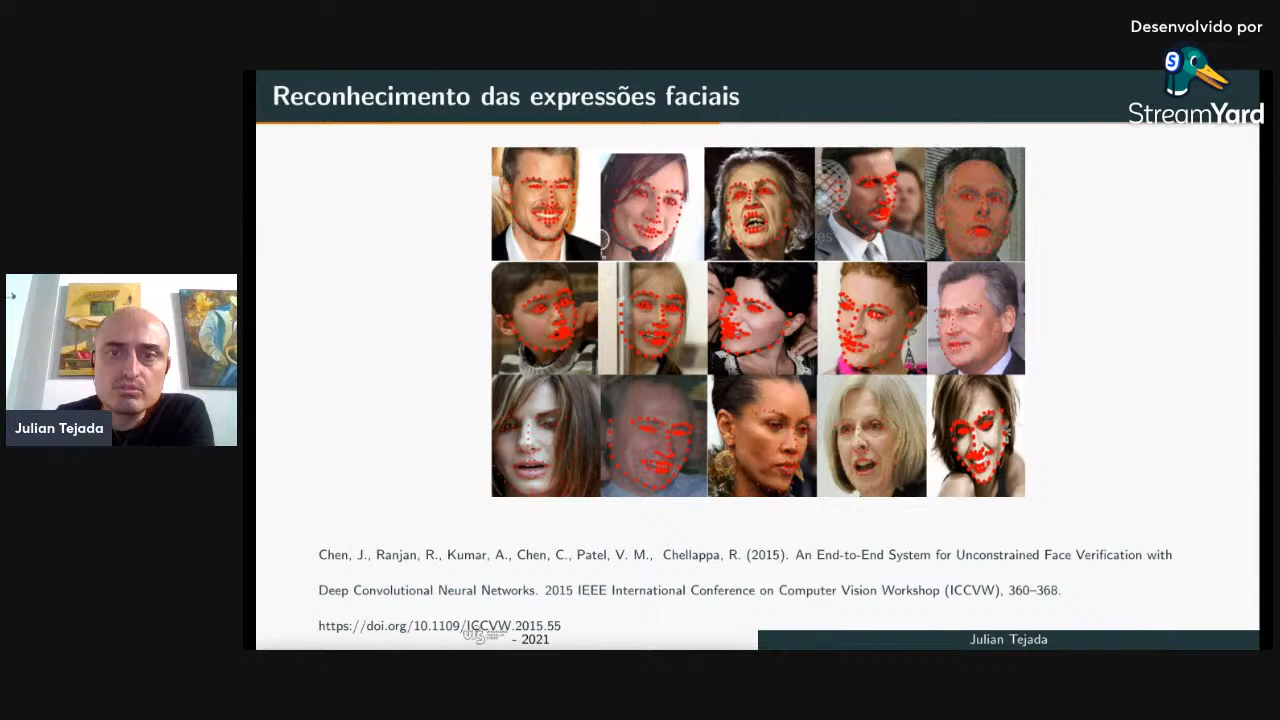 Desenvolvido por
StreamYard
Reconhecimento das expressões faciais
Julian Tejada
Chen, J., Ranjan, R., Kumar, A., Chen, C., Patel, V. M., Chellappa, R. (2015). An End-to-End System for Unconstrained Face Verification with
Deep Convolutional Neural Networks. 2015 IEEE International Conference on Computer Vision Workshop (ICCVW), 360–368.
https://doi.org/10.1109/ICCVW.2015.55
- 2021
Julian Tejada